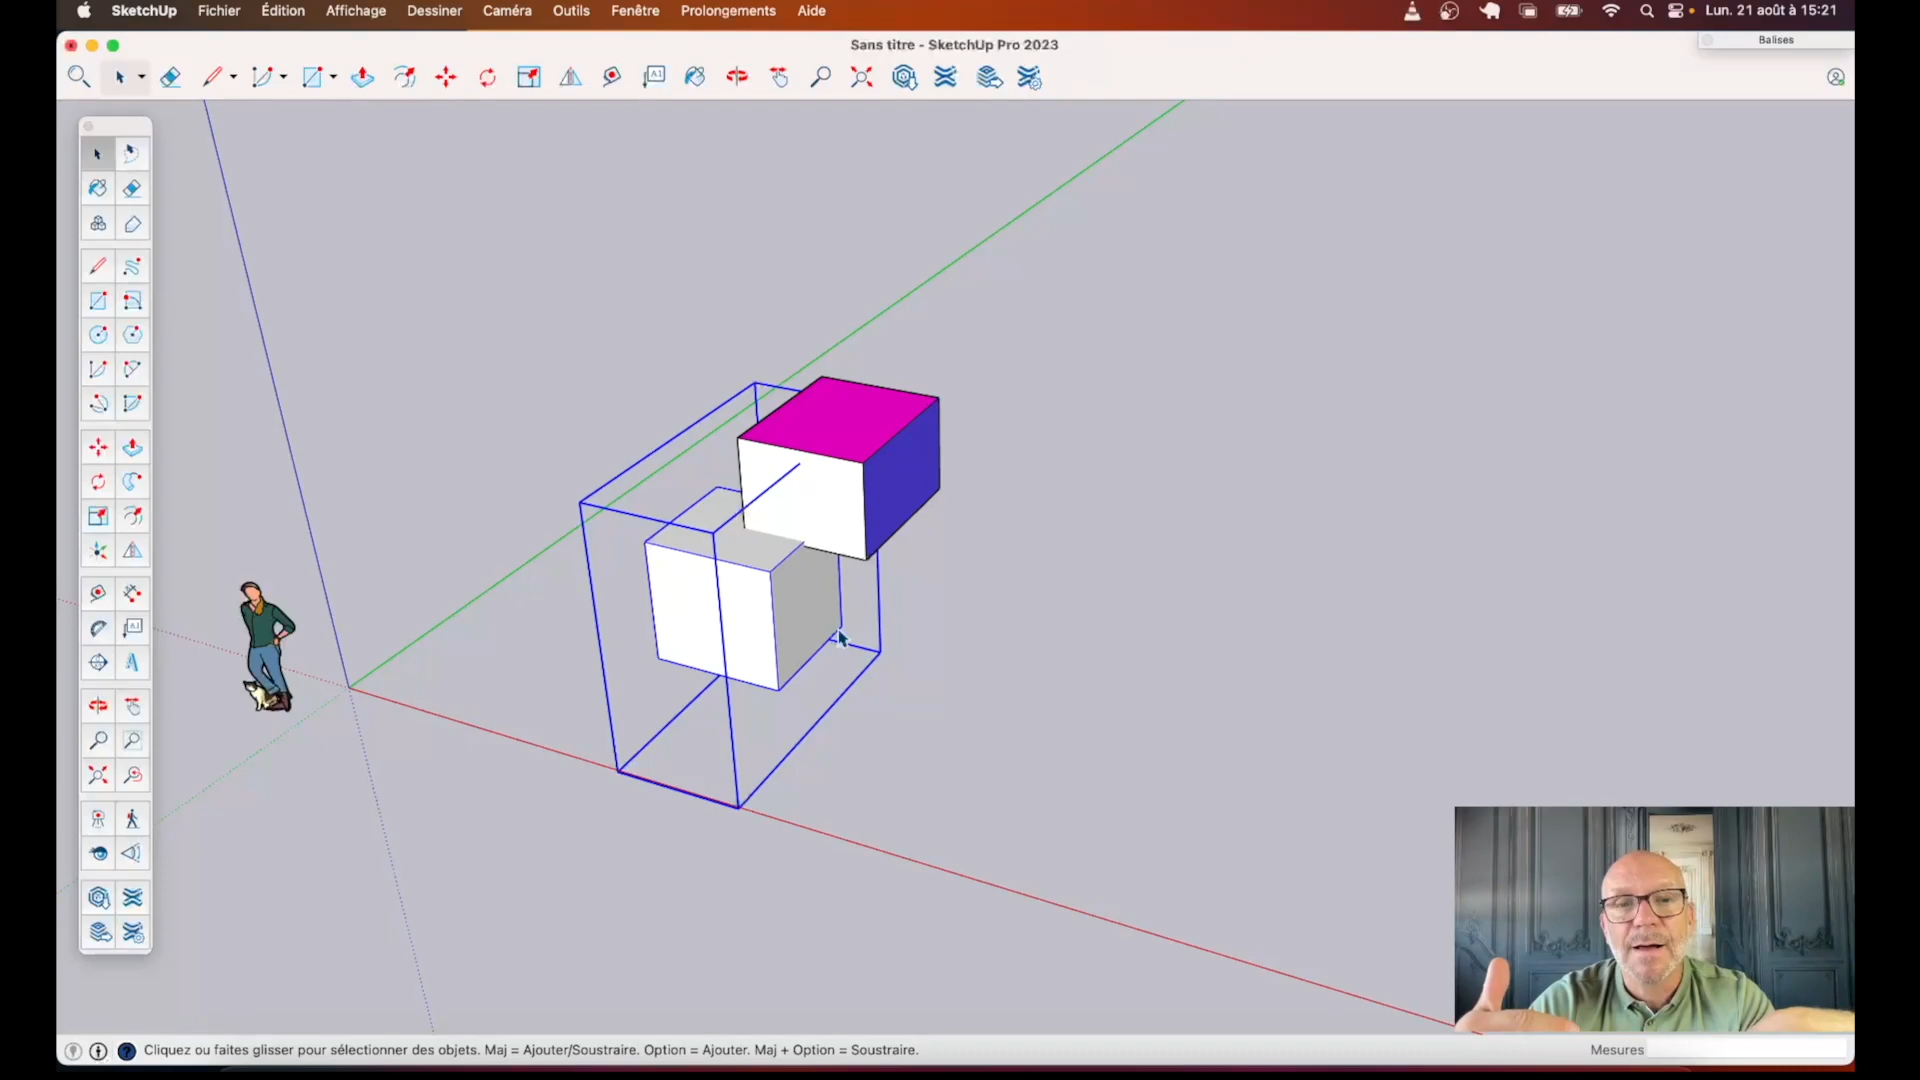 SketchUp Fichier Édition Affichage Caméra Dessiner Outils Fenêtre Prolongements Aide Lun. 21 août à 15:21
Sans titre - SketchUp Pro 2023
Balises
Cliquez ou faites glisser pour sélectionner des objets. Maj = Ajouter/Soustraire. Option = Ajouter. Maj + Option = Soustraire.
Mesures